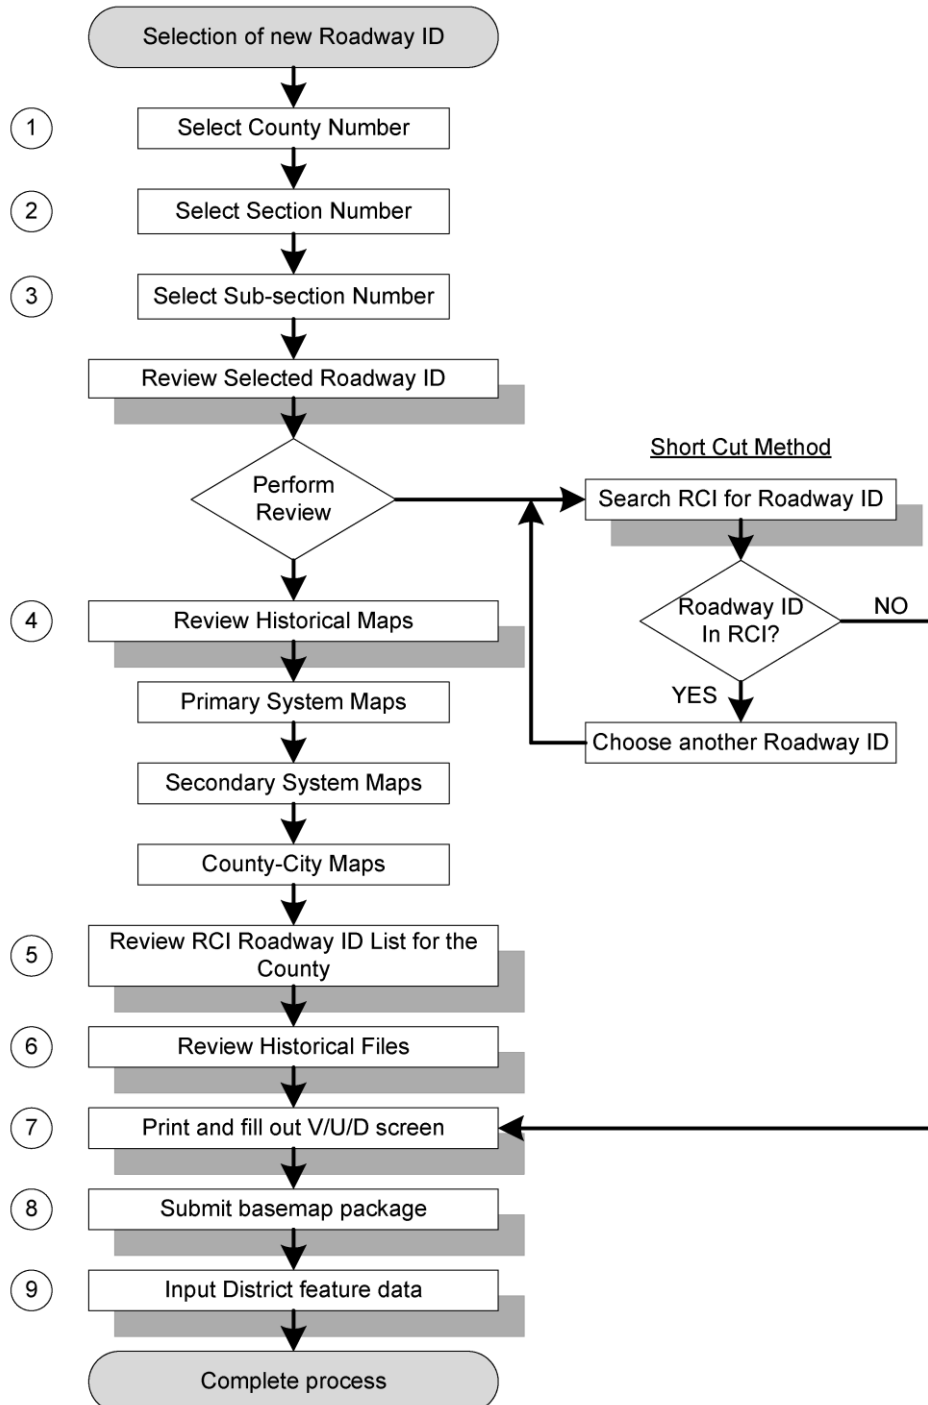 Selection of new Roadway ID
1
Select County Number
2
Select Section Number
3
Select Sub-section Number
Review Selected Roadway ID
Perform
Review
Short Cut Method
Search RCI for Roadway ID
Roadway ID
In RCI?
NO
YES
Choose another Roadway ID
4
Review Historical Maps
Primary System Maps
Secondary System Maps
County-City Maps
5
Review RCI Roadway ID List for the
County
6
Review Historical Files
7
Print and fill out V/U/D screen
8
Submit basemap package
9
Input District feature data
Complete process